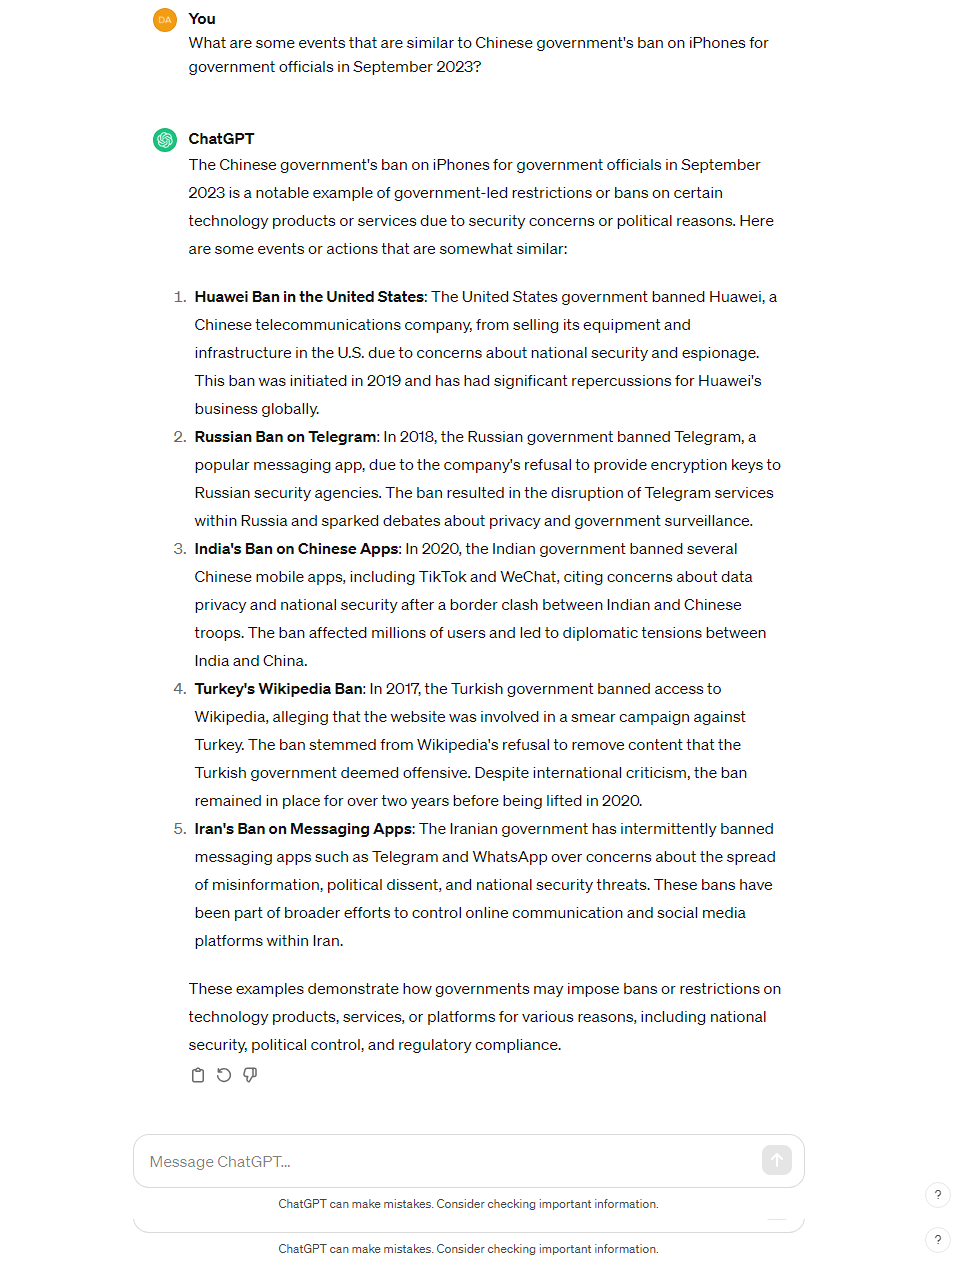 DA
You
What are some events that are similar to Chinese government's ban on iPhones for
government officials in September 2023?
ChatGPT
The Chinese government's ban on iPhones for government officials in September
2023 is a notable example of government-led restrictions or bans on certain
technology products or services due to security concerns or political reasons. Here
are some events or actions that are somewhat similar:
1. Huawei Ban in the United States: The United States government banned Huawei, a
Chinese telecommunications company, from selling its equipment and
infrastructure in the U.S. due to concerns about national security and espionage.
This ban was initiated in 2019 and has had significant repercussions for Huawei's
business globally.
2. Russian Ban on Telegram: In 2018, the Russian government banned Telegram, a
popular messaging app, due to the company's refusal to provide encryption keys to
Russian security agencies. The ban resulted in the disruption of Telegram services
within Russia and sparked debates about privacy and government surveillance.
3. India's Ban on Chinese Apps: In 2020, the Indian government banned several
Chinese mobile apps, including TikTok and WeChat, citing concerns about data
privacy and national security after a border clash between Indian and Chinese
troops. The ban affected millions of users and led to diplomatic tensions between
India and China.
4. Turkey's Wikipedia Ban: In 2017, the Turkish government banned access to
Wikipedia, alleging that the website was involved in a smear campaign against
Turkey. The ban stemmed from Wikipedia's refusal to remove content that the
Turkish government deemed offensive. Despite international criticism, the ban
remained in place for over two years before being lifted in 2020.
5. Iran's Ban on Messaging Apps: The Iranian government has intermittently banned
messaging apps such as Telegram and WhatsApp over concerns about the spread
of misinformation, political dissent, and national security threats. These bans have
been part of broader efforts to control online communication and social media
platforms within Iran.
These examples demonstrate how governments may impose bans or restrictions on
technology products, services, or platforms for various reasons, including national
security, political control, and regulatory compliance.
Message ChatGPT...
?
ChatGPT can make mistakes. Consider checking important information.
?
ChatGPT can make mistakes. Consider checking important information.